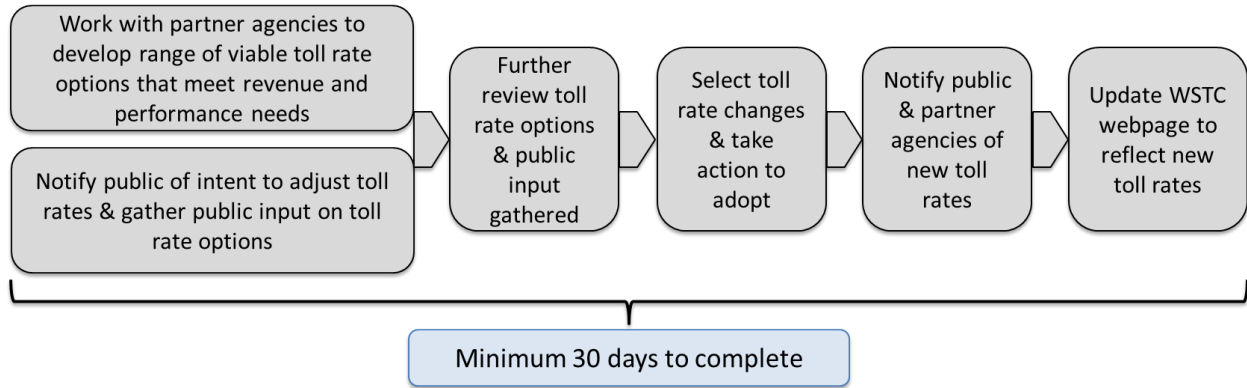 Work with partner agencies to
develop range of viable toll rate
options that meet revenue and
performance needs
Notify public of intent to adjust toll
rates & gather public input on toll
rate options
Further
review toll
rate options
& public
input
gathered
Select toll
rate changes
& take
action to
adopt
Notify public
& partner
agencies of
new toll
rates
Update WSTC
webpage to
reflect new
toll rates
Minimum 30 days to complete